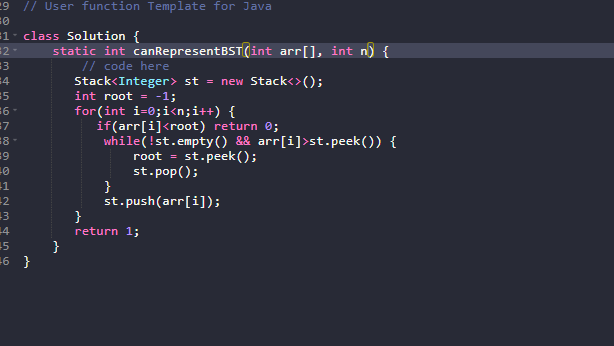 29 // User function Template for Java
30
31 class Solution {
32 static int canRepresentBST(int arr[], int n) {
33 // code here
34 Stack<Integer> st = new Stack<>();
35 int root = -1;
36 for(int i=0;i<n;i++) {
37 if(arr[i]<root) return 0;
38 while(!st.empty() && arr[i]>st.peek()) {
39 root = st.peek();
40 st.pop();
41 }
42 st.push(arr[i]);
43 }
44 return 1;
45 }
46 }